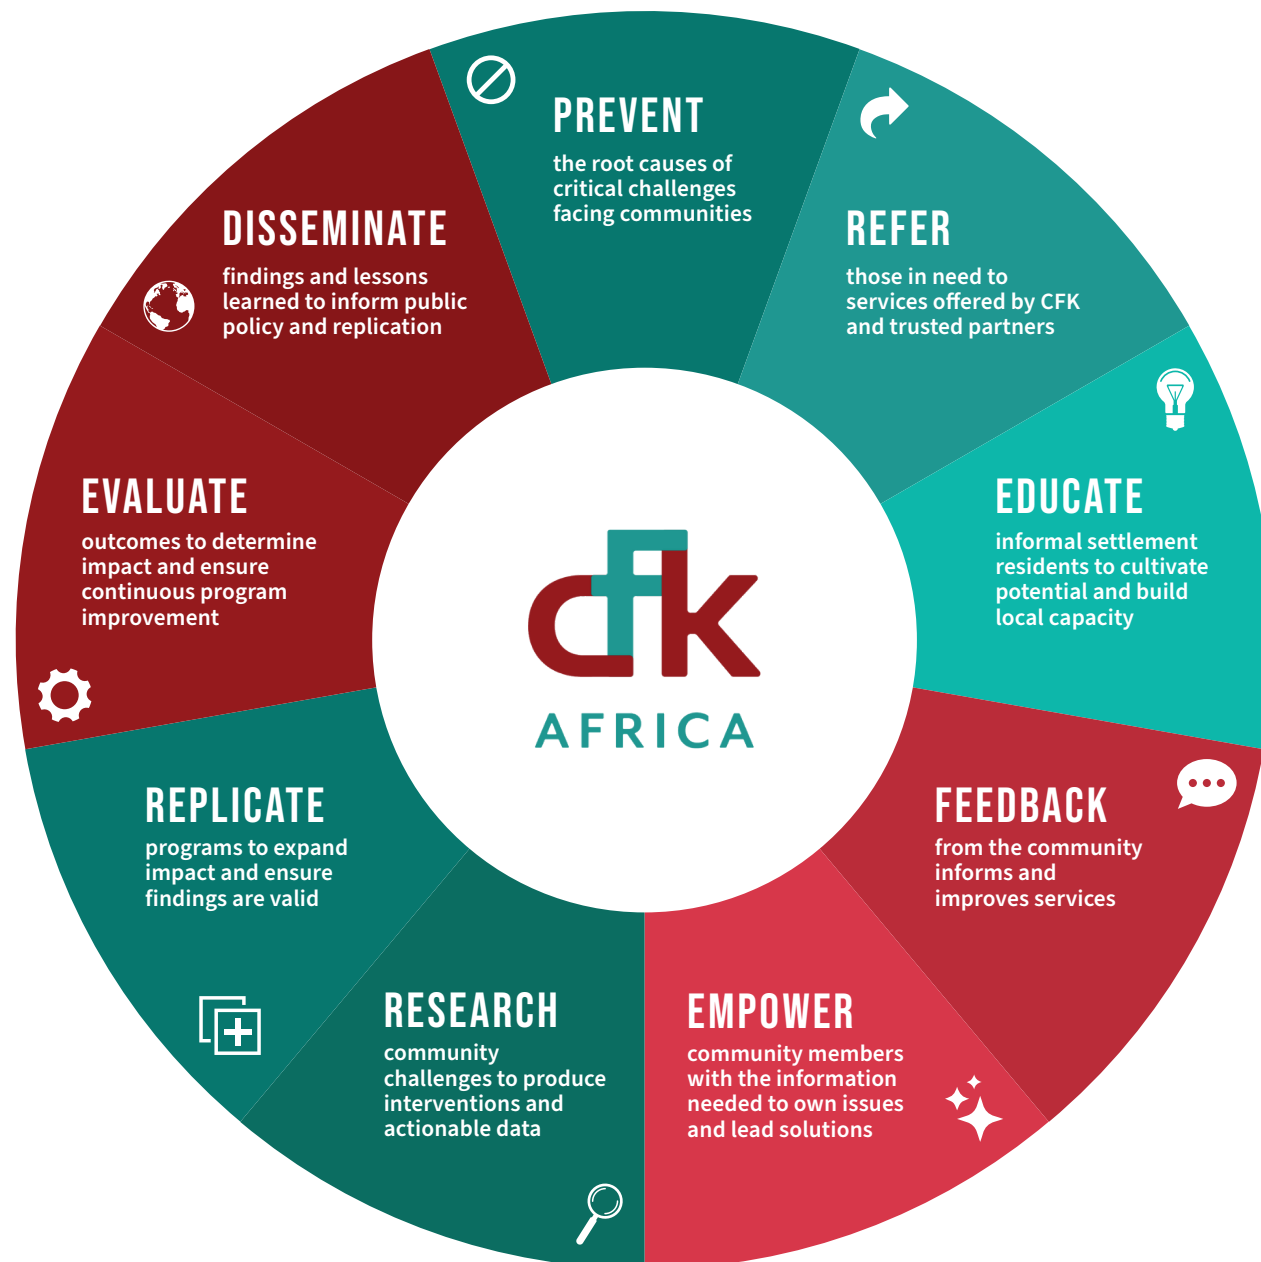 PREVENT
the root causes of
critical challenges
facing communities
REFER
those in need to
services offered by CFK
and trusted partners
EDUCATE
informal settlement
residents to cultivate
potential and build
local capacity
FEEDBACK
from the community
informs and
improves services
EMPOWER
community members
with the information
needed to own issues
and lead solutions
RESEARCH
community
challenges to produce
interventions and
actionable data
REPLICATE
programs to expand
impact and ensure
findings are valid
EVALUATE
outcomes to determine
impact and ensure
continuous program
improvement
DISSEMINATE
findings and lessons
learned to inform public
policy and replication
cfk
AFRICA